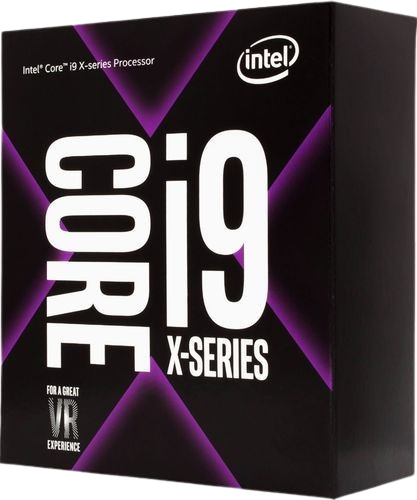 Intel® Core™ i9 X-series Processor
intel®
CORE
i9
X-SERIES
FOR A GREAT
VR
EXPERIENCE